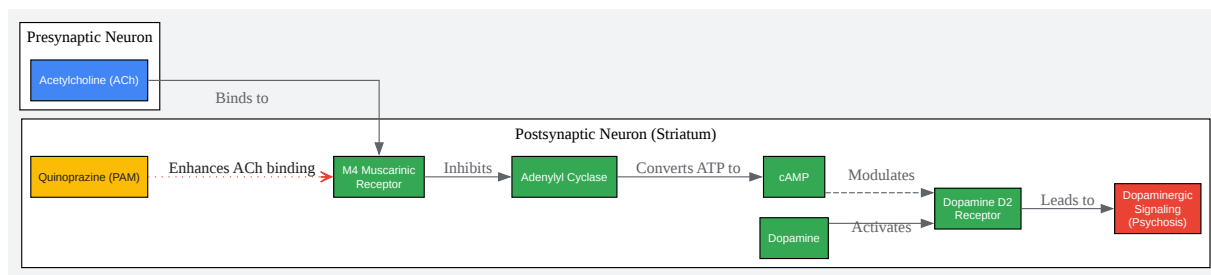 Presynaptic Neuron
Acetylcholine (ACh)
Binds to
Postsynaptic Neuron (Striatum)
Quinoprazine (PAM)
Enhances ACh binding
M4 Muscarinic
Receptor
Inhibits
Adenylyl Cyclase
Converts ATP to
cAMP
Modulates
Dopamine
Activates
Dopamine D2
Receptor
Leads to
Dopaminergic
Signaling
(Psychosis)